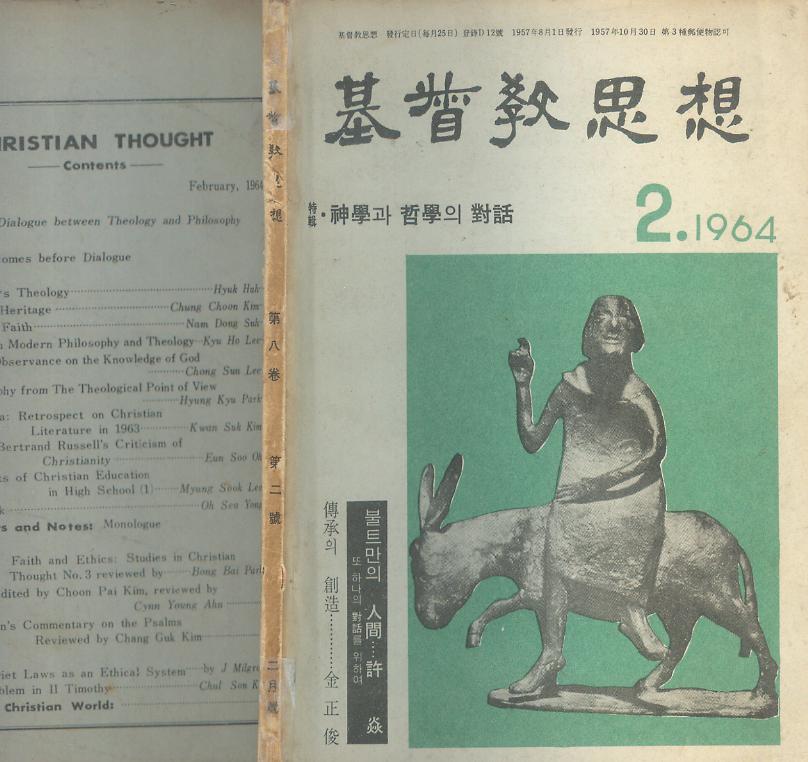 RISTIAN THOUGHT
Contents
February, 1964
Dialogue between Theology and Philosophy
omes before Dialogue
's Theology Hyuk Huh
Heritage Chung Choon Kim
Faith Nam Dong Suh
n Modern Philosophy and Theology Kyu Ho Lee
Observance on the Knowledge of God
Chong Sun Lee
phy from The Theological Point of View
Hyung Kyu Park
a: Retrospect on Christian
Literature in 1963 Kwan Suk Kim
Bertrand Russell's Criticism of
Christianity Eun Soo Oh
ts of Christian Education
in High School (1) Myung Sook Lee
k Oh Seu Yong
rs and Notes: Monologue
Faith and Ethics: Studies in Christian
Thought No. 3 reviewed by Bong Bai Park
dited by Choon Pai Kim, reviewed by
Cynn Young Ahn
n's Commentary on the Psalms
Reviewed by Chang Guk Kim
viet Laws as an Ethical System by J Milgro
blem in II Timothy Chul Son K
Christian World:
基督敎思想
第八卷
第二號
二月號
基督敎思想 發行定日(每月25日) 登錄D12號 1957年8月1日發行 1957年10月30日 第3種郵便物認可
基督敎思想
特輯・神學과 哲學의 對話
2.1964
불트만의 人間…許 焱
또 하나의 對話를 위하여
傳承의 創造…………金正俊